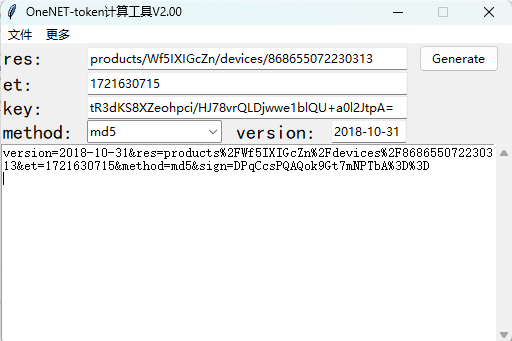 OneNET-token计算工具V2.00
文件 更多
res: products/Wf5IXIGcZn/devices/868655072230313 Generate
et: 1721630715
key: tR3dKS8XZeohpci/HJ78vrQLDjwwe1blQU+a0l2JtpA=
method: md5 version: 2018-10-31
version=2018-10-31&res=products%2FWf5IXIGcZn%2Fdevices%2F8686550722303
13&et=1721630715&method=md5&sign=DPqCcsPQAQok9Gt7mNPTbA%3D%3D